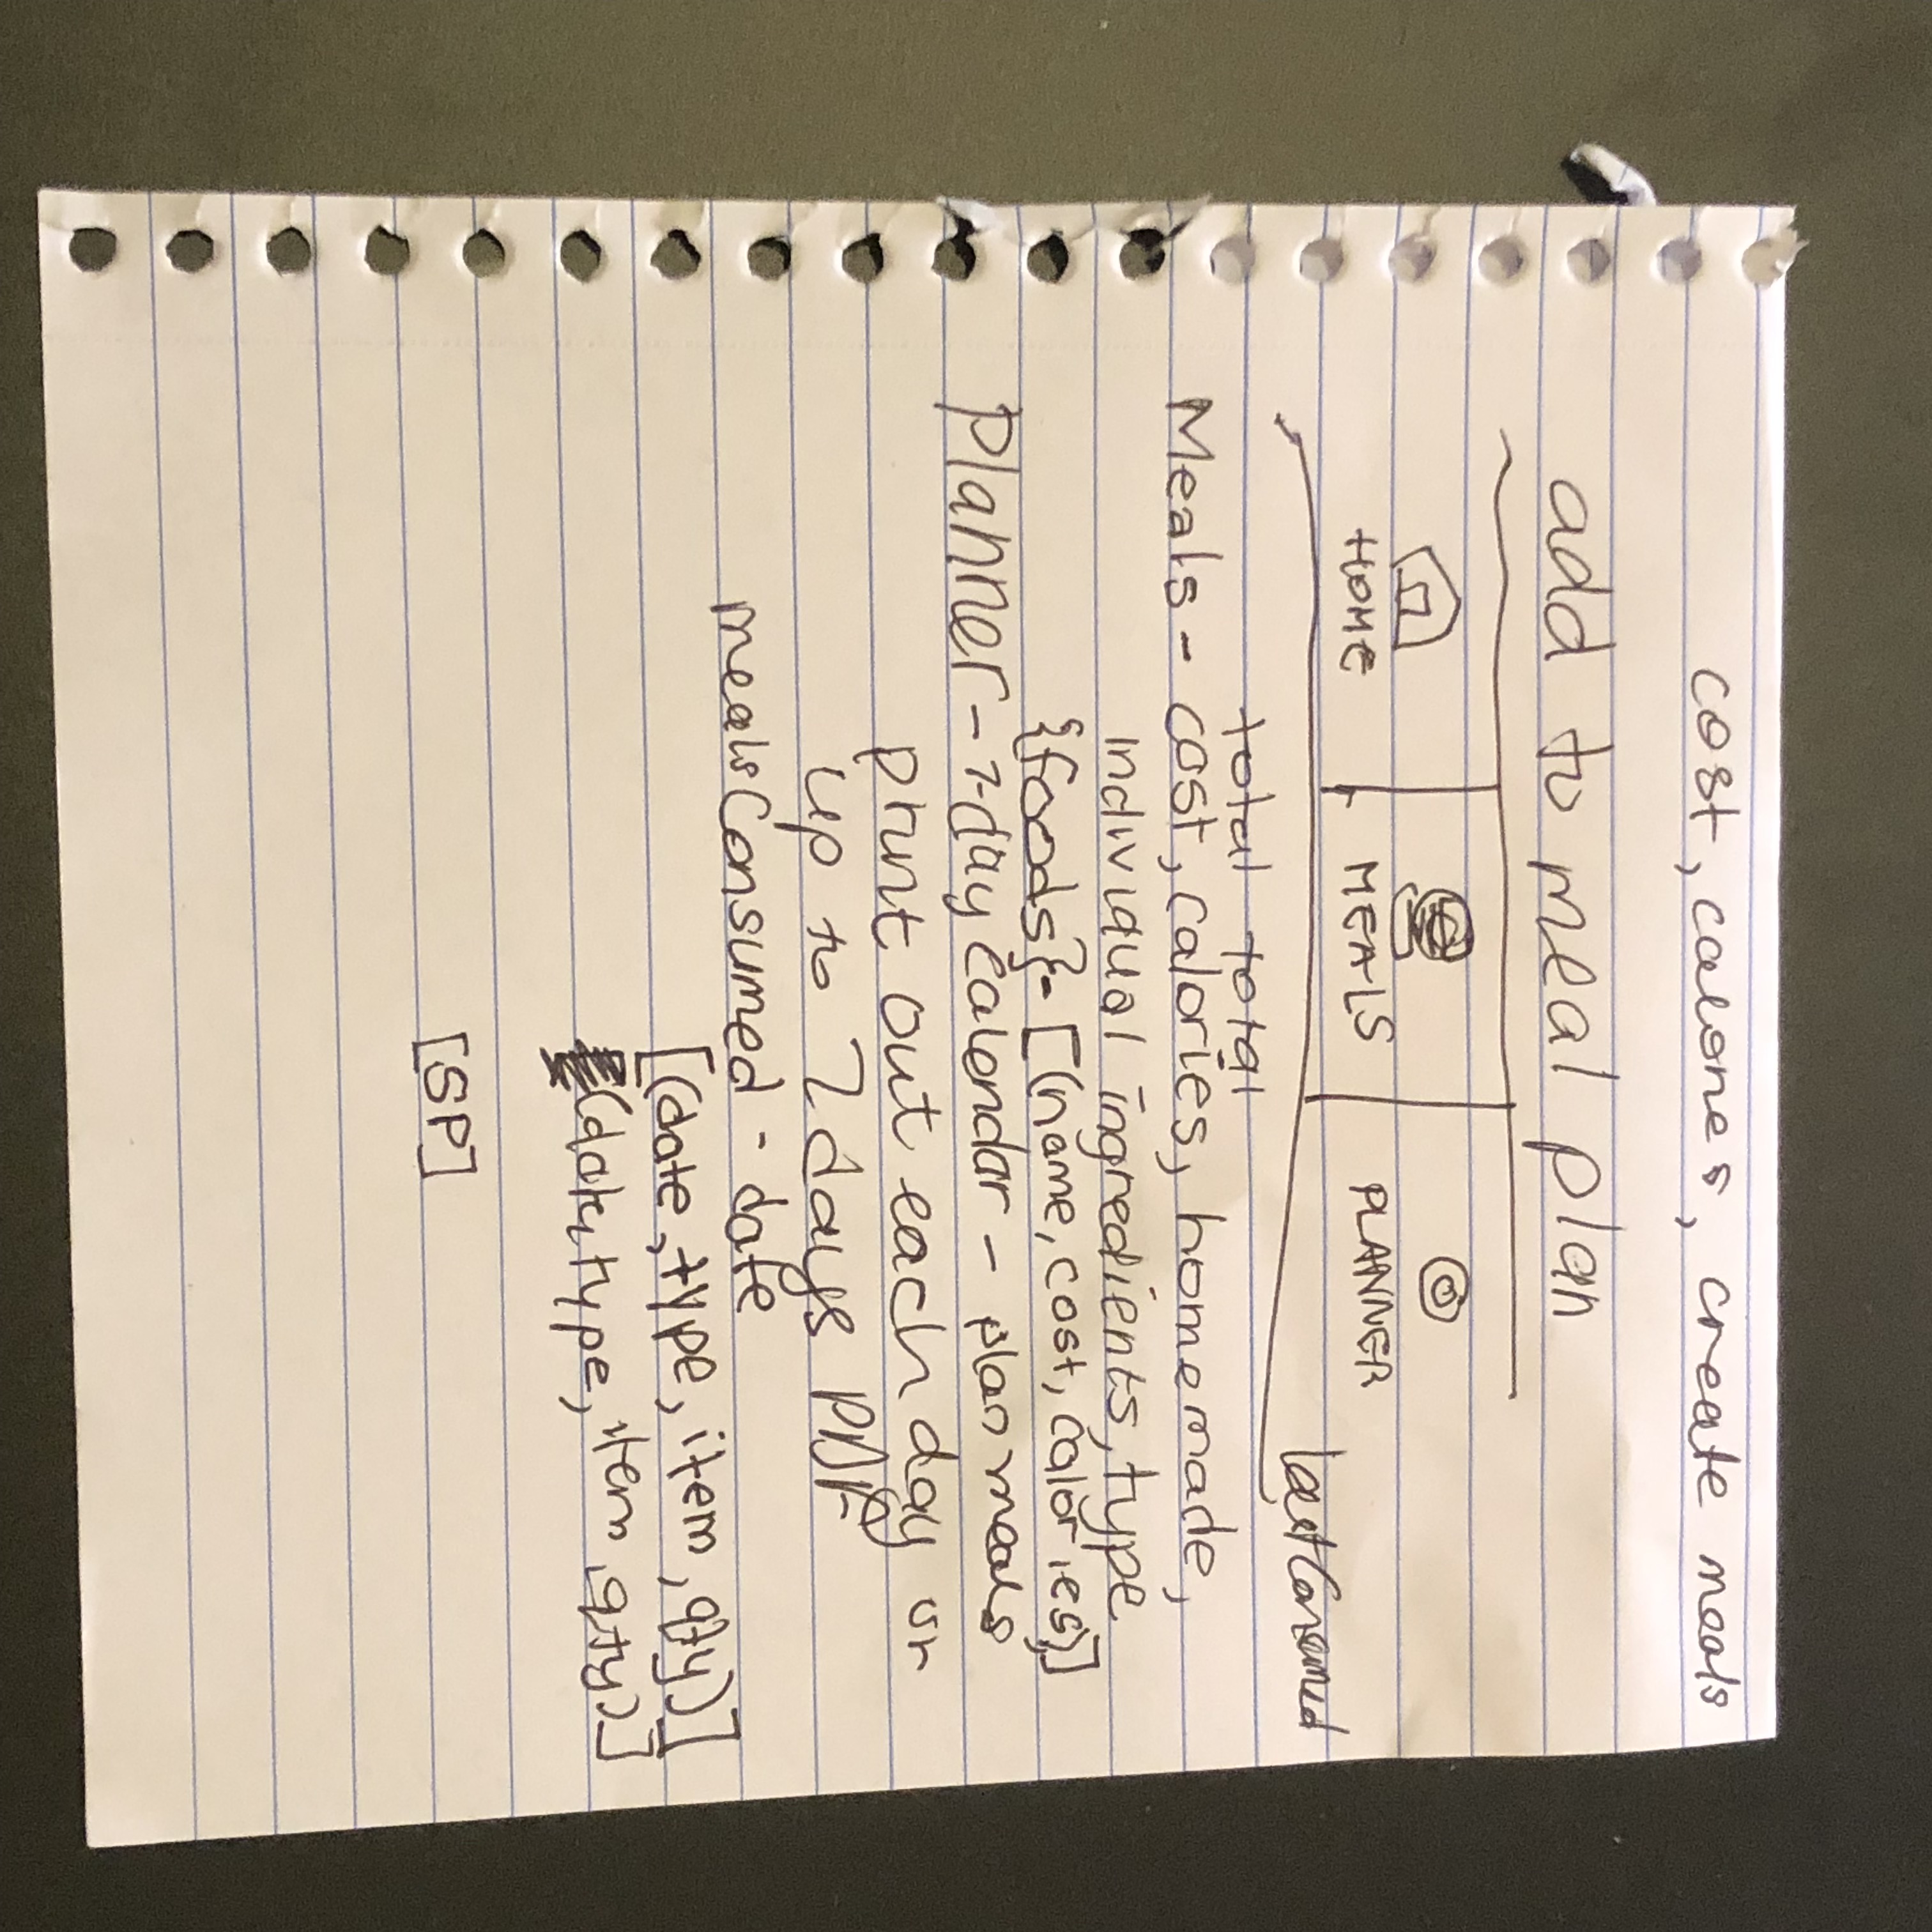 cost, calories, create meals
add to meal plan
HOME MEALS PLANNER
lastConsumed
total total
Meals - cost, calories, homemade,
individual ingredients, type
{foods} - [(name, cost, calories)]
Planner - 7-day calendar - plan meals
print out each day or
up to 7 days PDF
mealsConsumed - date
[(date, type, item, qty)]
(date, type, item, qty)]
[SP]